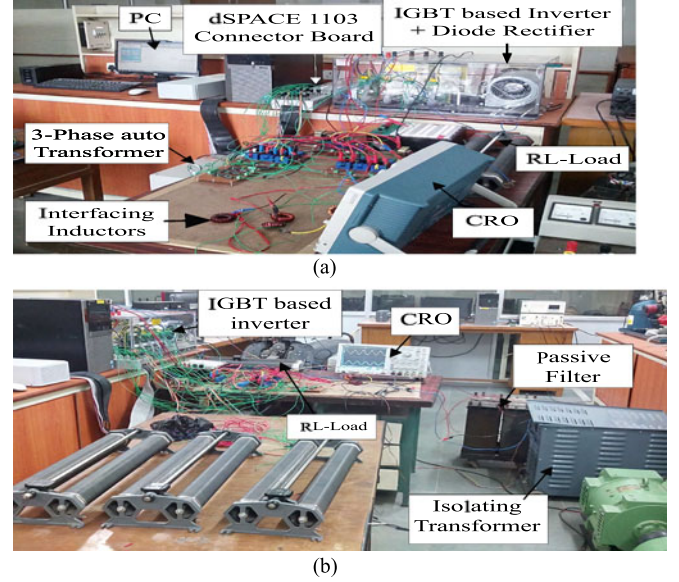 PC
dSPACE 1103
Connector Board
IGBT based Inverter
+ Diode Rectifier
3-Phase auto
Transformer
RL-Load
Interfacing
Inductors
CRO
(a)
IGBT based
inverter
CRO
Passive
Filter
RL-Load
Isolating
Transformer
(b)